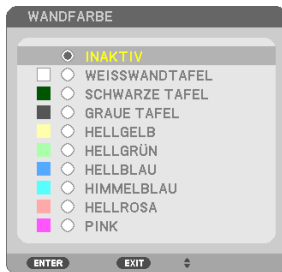 WANDFARBE
INAKTIV
WEISSWANDTAFEL
SCHWARZE TAFEL
GRAUE TAFEL
HELLGELB
HELLGRÜN
HELLBLAU
HIMMELBLAU
HELLROSA
PINK
ENTER EXIT